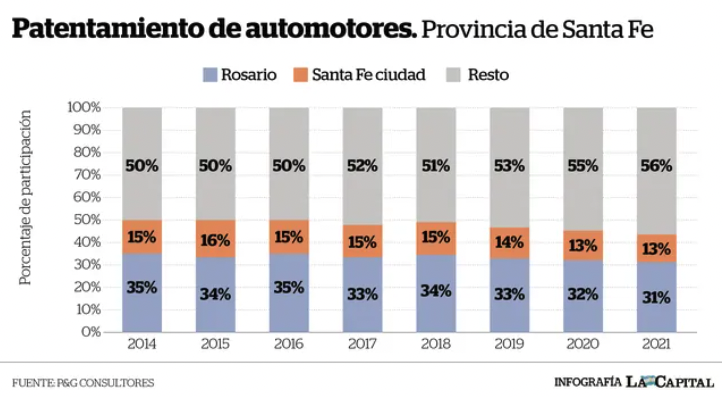 Patentamiento de automotores. Provincia de Santa Fe
Rosario Santa Fe ciudad Resto
Porcentaje de participación
100%
90%
80%
70%
60%
50%
40%
30%
20%
10%
0%
50% 50% 50% 52% 51% 53% 55% 56%
15% 16% 15% 15% 15% 14% 13% 13%
35% 34% 35% 33% 34% 33% 32% 31%
2014 2015 2016 2017 2018 2019 2020 2021
FUENTE: P&G CONSULTORES
INFOGRAFÍA LA CAPITAL